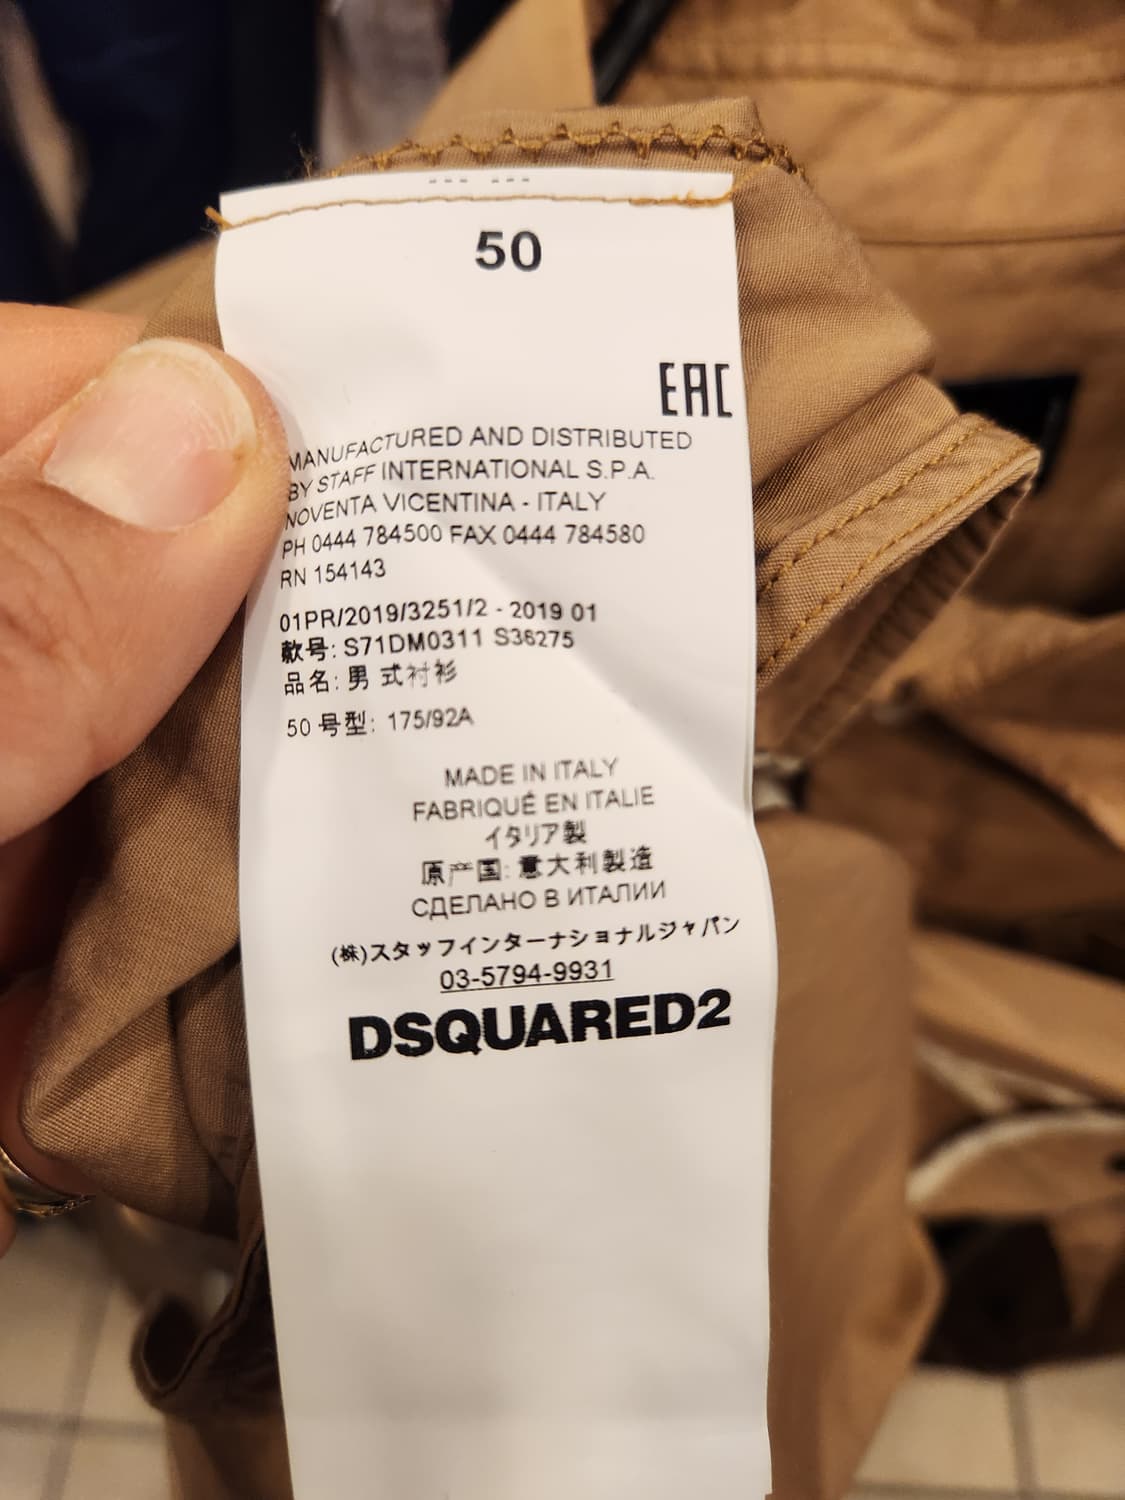 50
EAC
MANUFACTURED AND DISTRIBUTED
BY STAFF INTERNATIONAL S.P.A.
NOVENTA VICENTINA - ITALY
PH 0444 784500 FAX 0444 784580
RN 154143
01PR/2019/3251/2 - 2019 01
款号: S71DM0311 S36275
品名: 男 式衬衫
50 号型: 175/92A
MADE IN ITALY
FABRIQUÉ EN ITALIE
イタリア製
原产国: 意大利製造
СДЕЛАНО В ИТАЛИИ
(株)スタッフインターナショナルジャパン
03-5794-9931
DSQUARED2